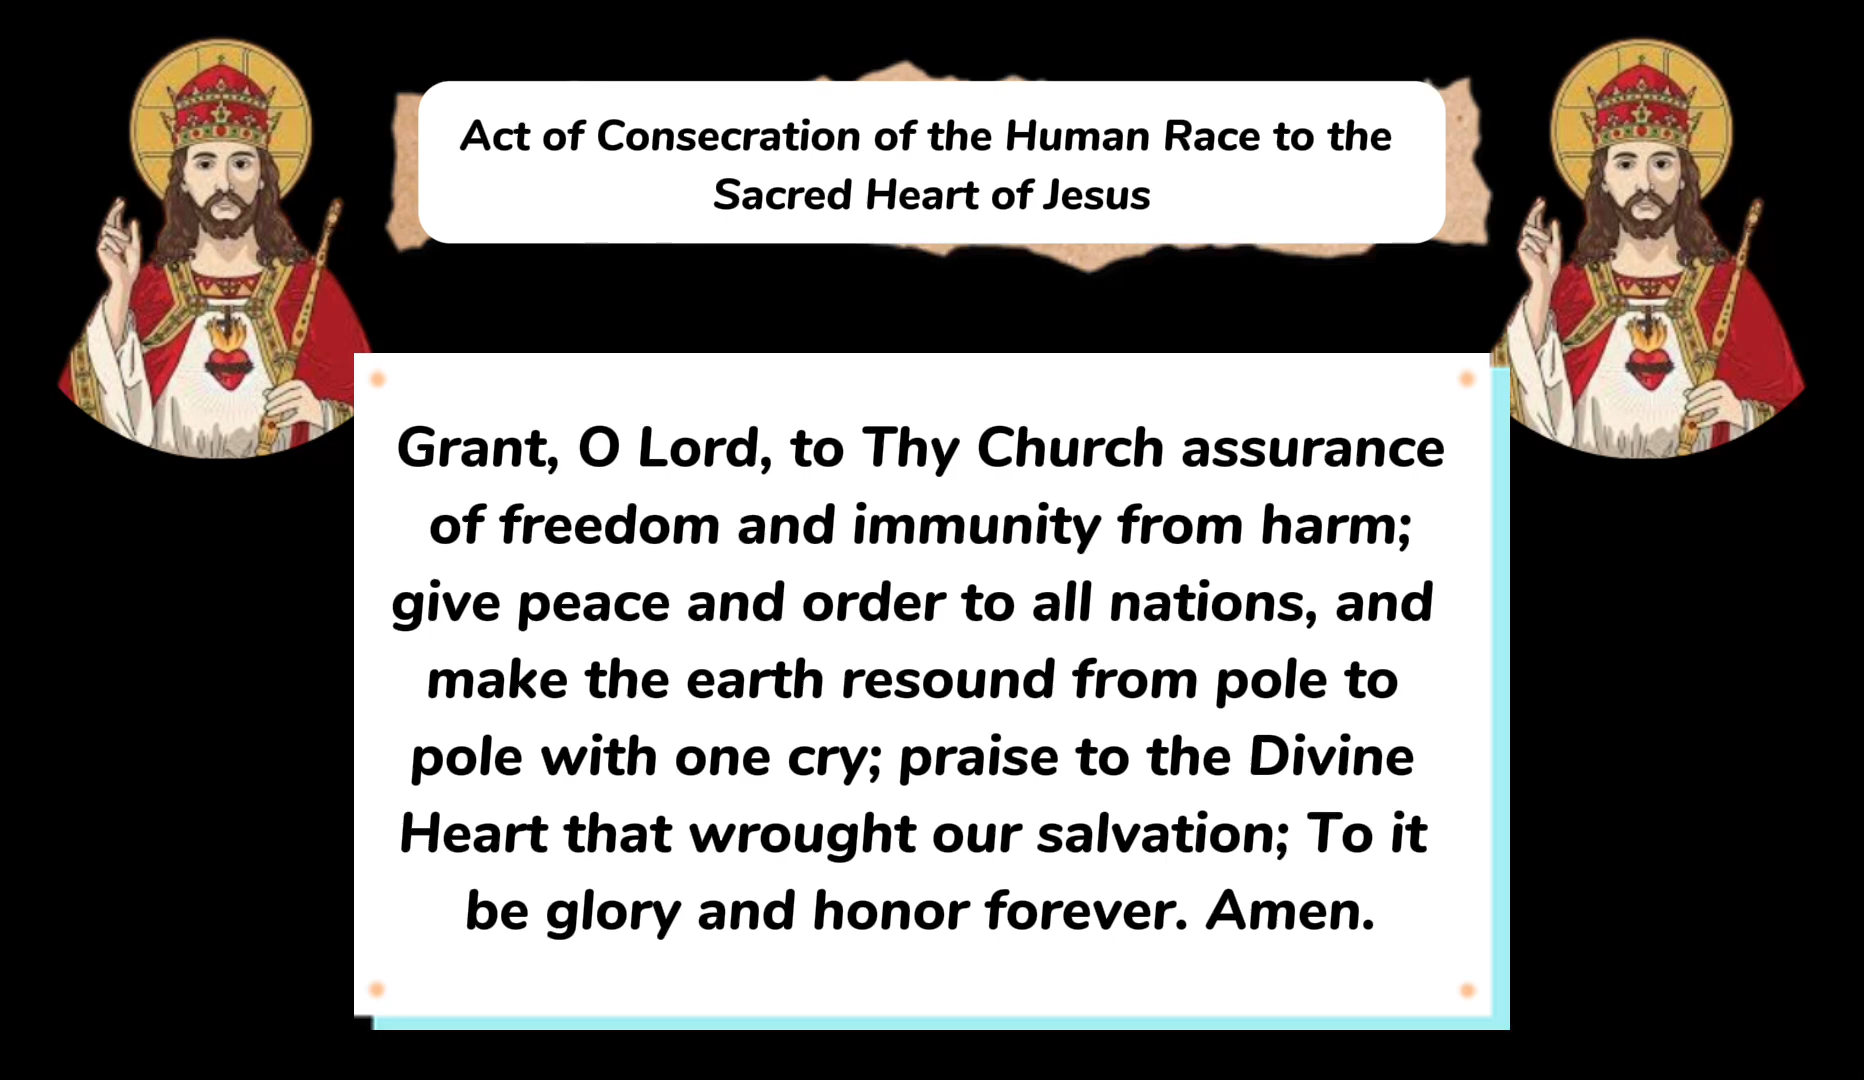 Act of Consecration of the Human Race to the
Sacred Heart of Jesus
Grant, O Lord, to Thy Church assurance
of freedom and immunity from harm;
give peace and order to all nations, and
make the earth resound from pole to
pole with one cry; praise to the Divine
Heart that wrought our salvation; To it
be glory and honor forever. Amen.